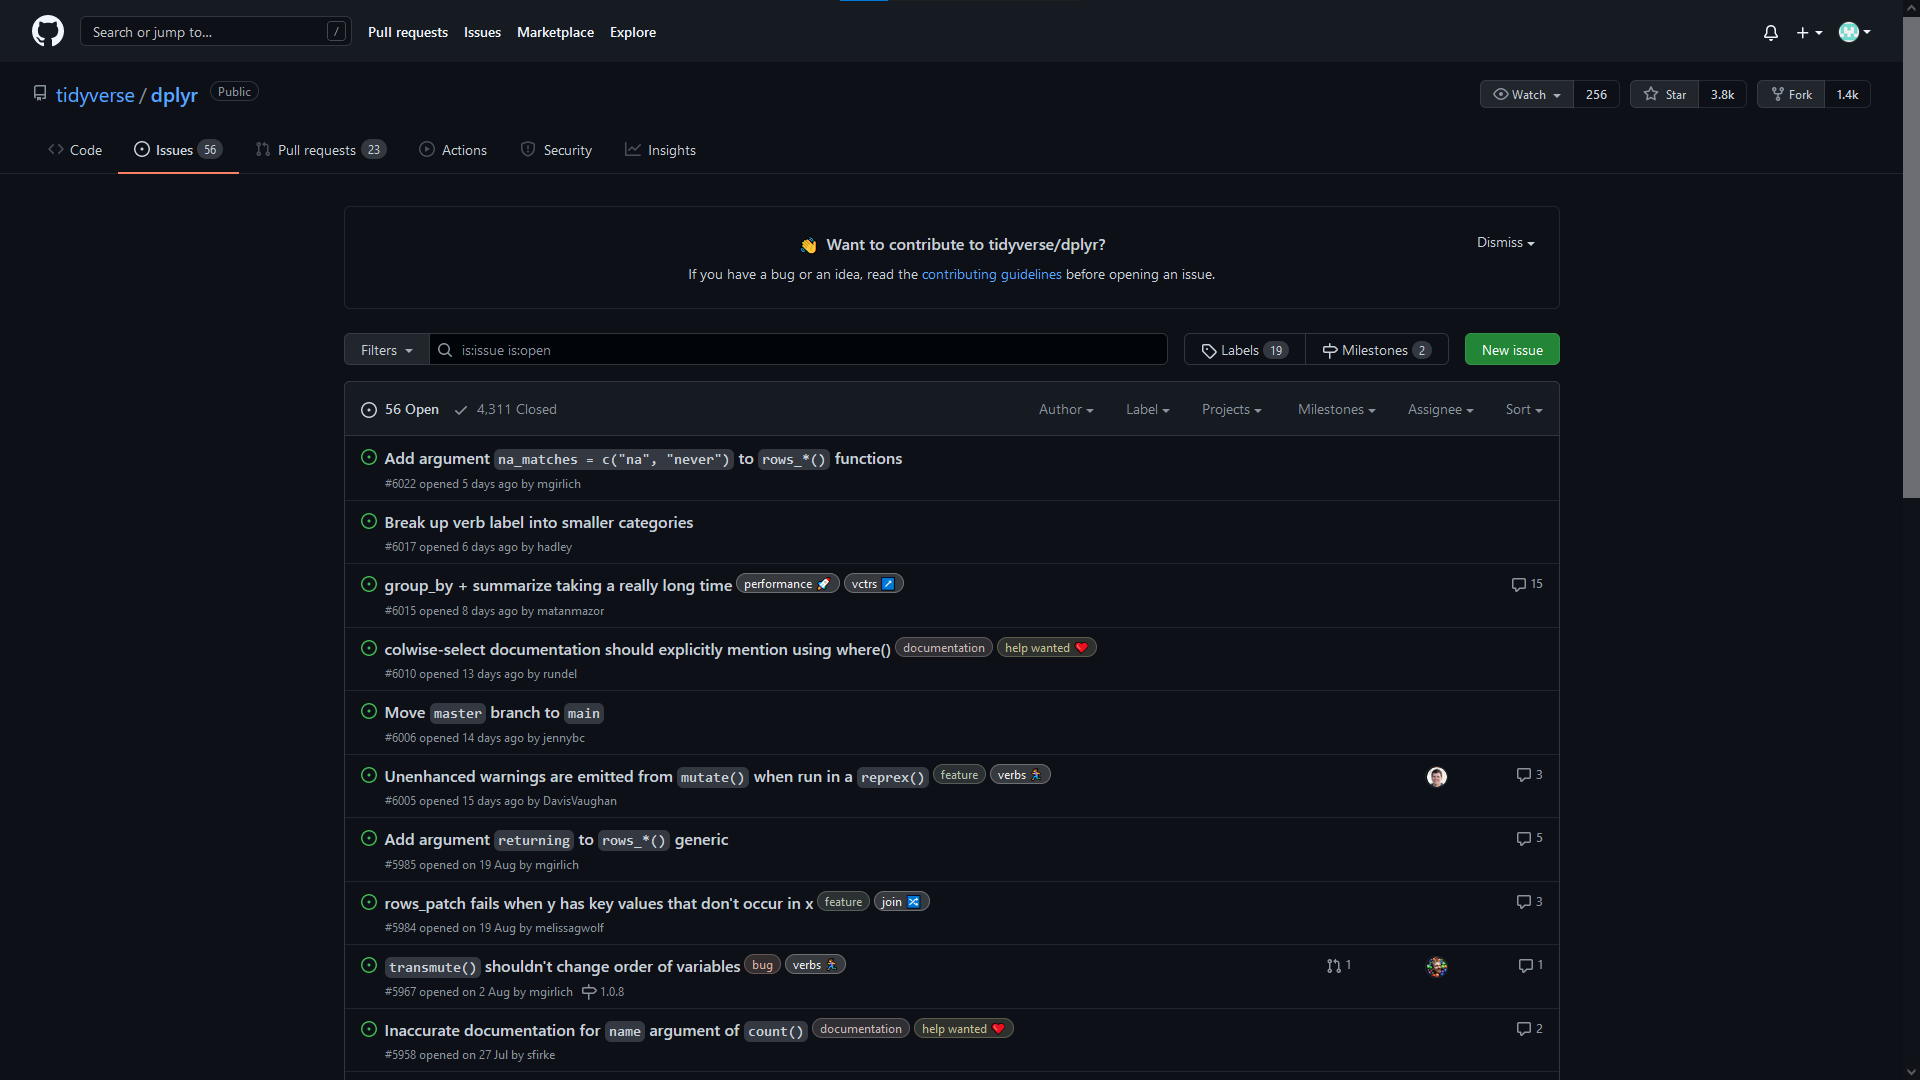 Search or jump to... /
Pull requests Issues Marketplace Explore
tidyverse / dplyr Public
Watch 256 Star 3.8k Fork 1.4k
Code Issues 56 Pull requests 23 Actions Security Insights
👋 Want to contribute to tidyverse/dplyr?
Dismiss
If you have a bug or an idea, read the contributing guidelines before opening an issue.
Filters is:issue is:open Labels 19 Milestones 2 New issue
56 Open 4,311 Closed Author Label Projects Milestones Assignee Sort
Add argument na_matches = c("na", "never") to rows_*() functions
#6022 opened 5 days ago by mgirlich
Break up verb label into smaller categories
#6017 opened 6 days ago by hadley
group_by + summarize taking a really long time performance 🚀 vctrs ↗️ 15
#6015 opened 8 days ago by matanmazor
colwise-select documentation should explicitly mention using where() documentation help wanted ❤️
#6010 opened 13 days ago by rundel
Move master branch to main
#6006 opened 14 days ago by jennybc
Unenhanced warnings are emitted from mutate() when run in a reprex() feature verbs 🏃🏿‍♂️ 3
#6005 opened 15 days ago by DavisVaughan
Add argument returning to rows_*() generic 5
#5985 opened on 19 Aug by mgirlich
rows_patch fails when y has key values that don't occur in x feature join 🔀 3
#5984 opened on 19 Aug by melissagwolf
transmute() shouldn't change order of variables bug verbs 🏃🏿‍♂️ 1 1
#5967 opened on 2 Aug by mgirlich 1.0.8
Inaccurate documentation for name argument of count() documentation help wanted ❤️ 2
#5958 opened on 27 Jul by sfirke